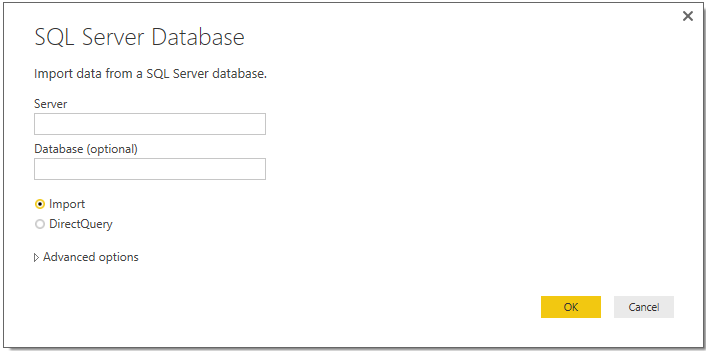 SQL Server Database
Import data from a SQL Server database.
Server
Database (optional)
Import
DirectQuery
Advanced options
OK
Cancel